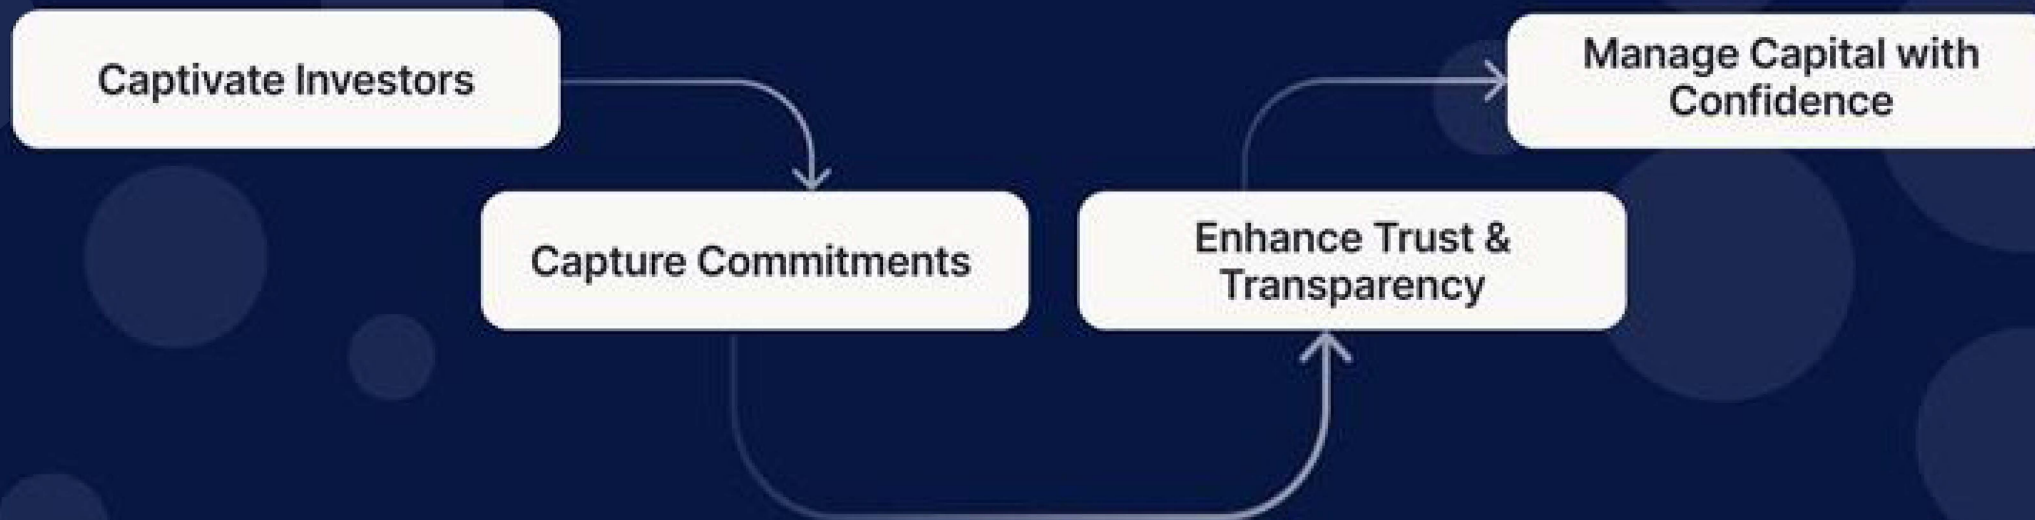 Captivate Investors
Capture Commitments
Enhance Trust &
Transparency
Manage Capital with
Confidence